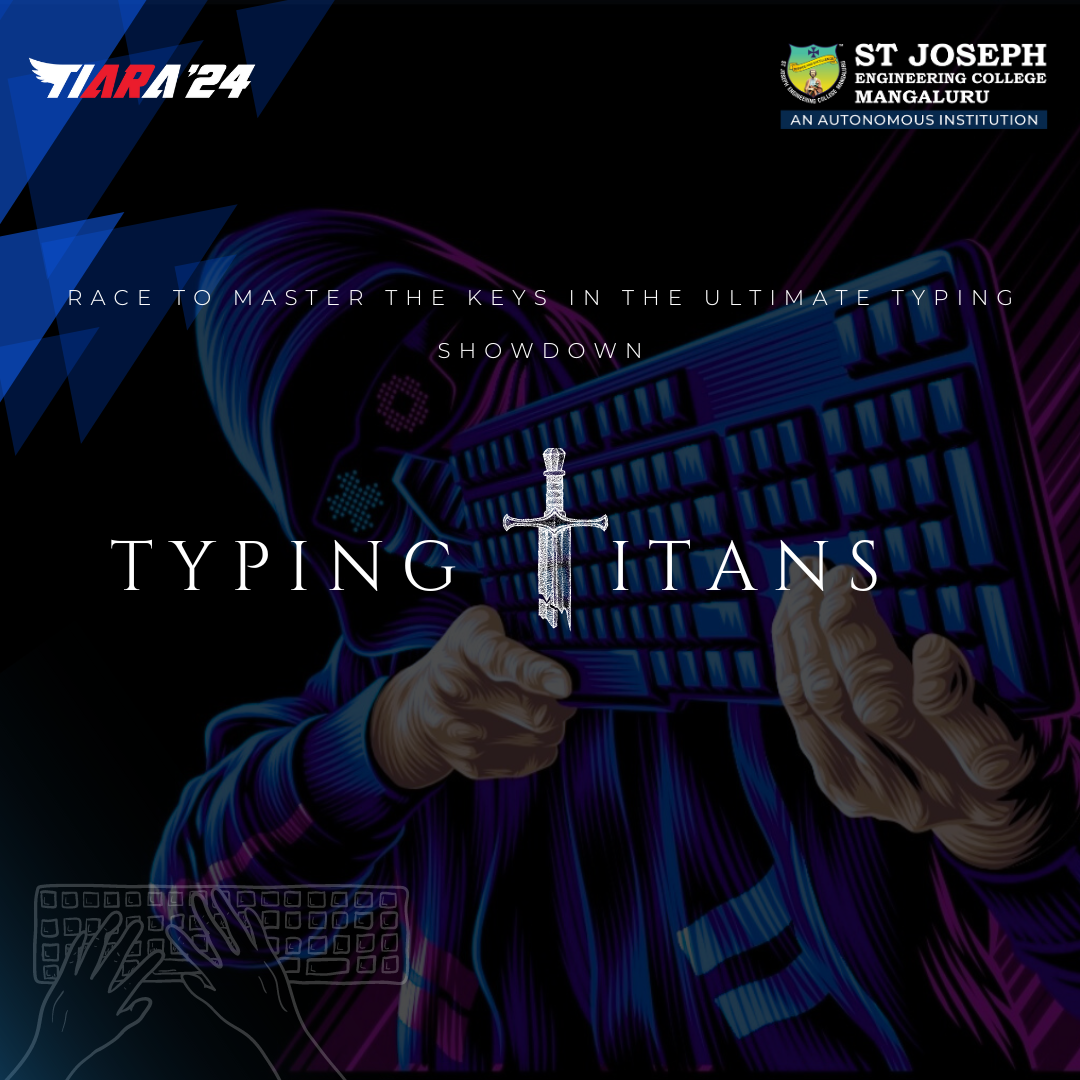 TIARA'24
ST JOSEPH
ENGINEERING COLLEGE
MANGALURU
AN AUTONOMOUS INSTITUTION
RACE TO MASTER THE KEYS IN THE ULTIMATE TYPING
SHOWDOWN
TYPING TITANS